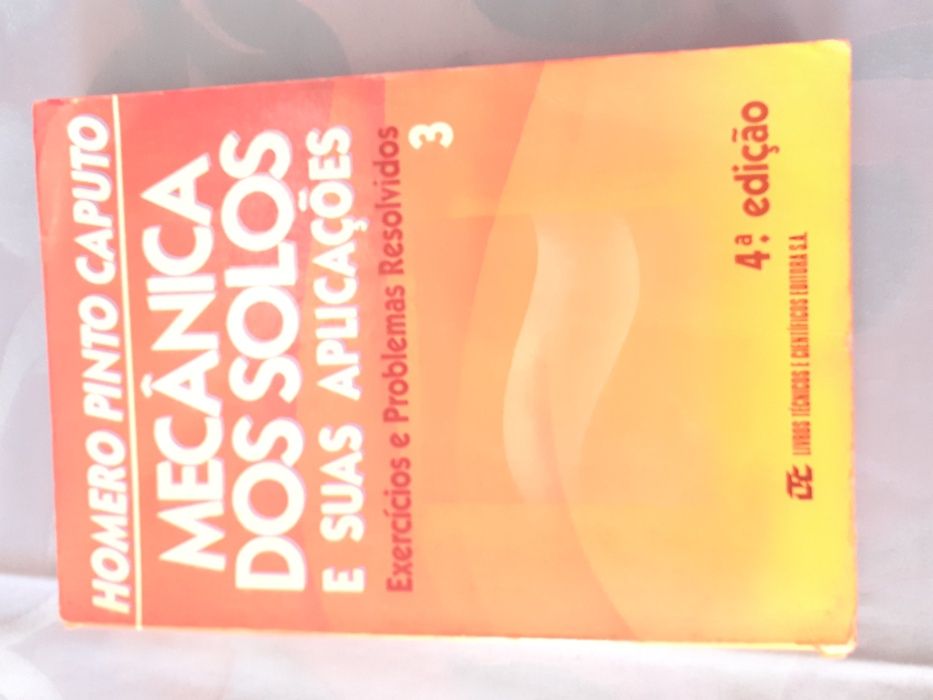 HOMERO PINTO CAPUTO
MECÂNICA
DOS SOLOS
E SUAS APLICAÇÕES
Exercícios e Problemas Resolvidos
3
4ª. edição
LTC LIVROS TÉCNICOS E CIENTÍFICOS EDITORA S.A.